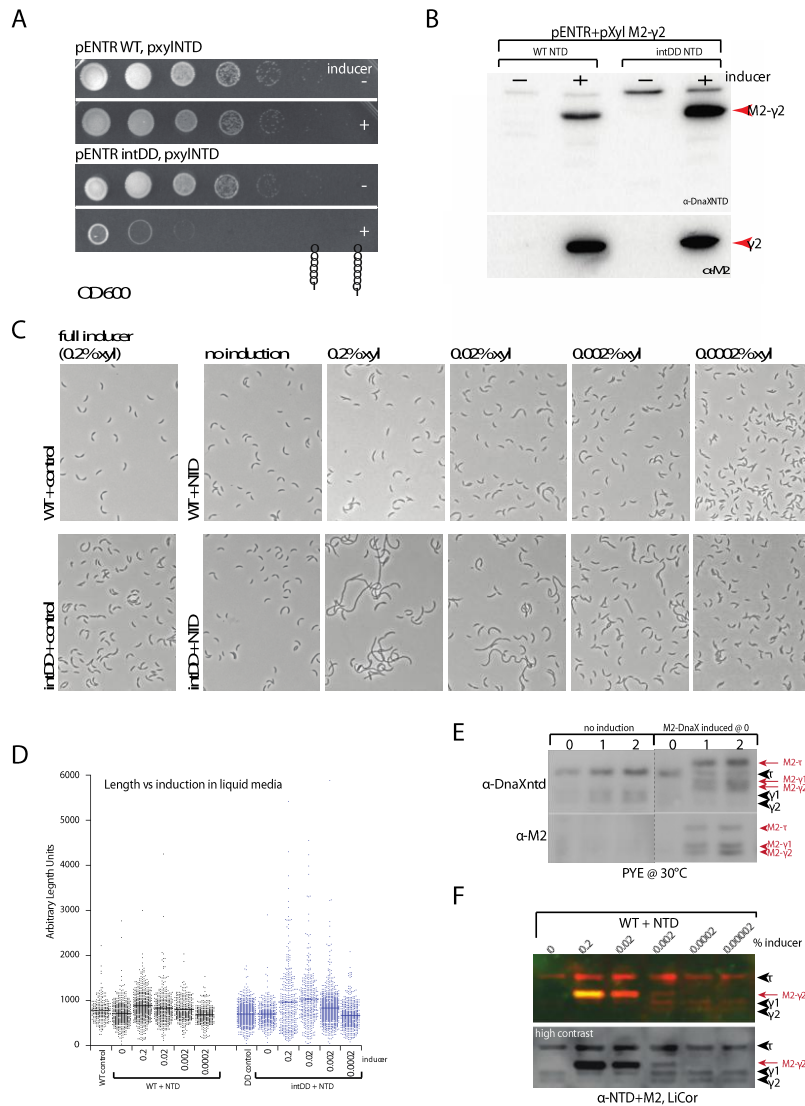 A
pENTR WT, pxylNTD
inducer
-
+
pENTR intDD, pxylNTD
-
+
OD600
B
pENTR+pXyl M2-γ2
WT NTD
intDD NTD
− + − + inducer
M2-γ2
α-DnaXNTD
γ2
α-M2
C
full inducer
(0.2%xyl)
no induction
0.2%xyl
0.02%xyl
0.002%xyl
0.0002%xyl
WT+control
WT+NTD
intDD+control
intDD+NTD
D
Length vs induction in liquid media
Arbitrary Legnth Units
6000
5000
4000
3000
2000
1000
0
WT control
0
0.2
0.02
0.002
0.0002
DD control
0
0.2
0.02
0.002
0.0002
inducer
WT + NTD
intDD + NTD
E
no induction
M2-DnaX induced @ 0
0 1 2 0 1 2
α-DnaXntd
M2-τ
τ
M2-γ1
M2-γ2
γ1
γ2
α-M2
M2-τ
M2-γ1
M2-γ2
PYE @ 30°C
F
WT + NTD
0
0.2
0.02
0.002
0.0002
0.00002
% inducer
τ
M2-γ2
γ1
γ2
high contrast
τ
M2-γ2
γ1
γ2
α-NTD+M2, LiCor